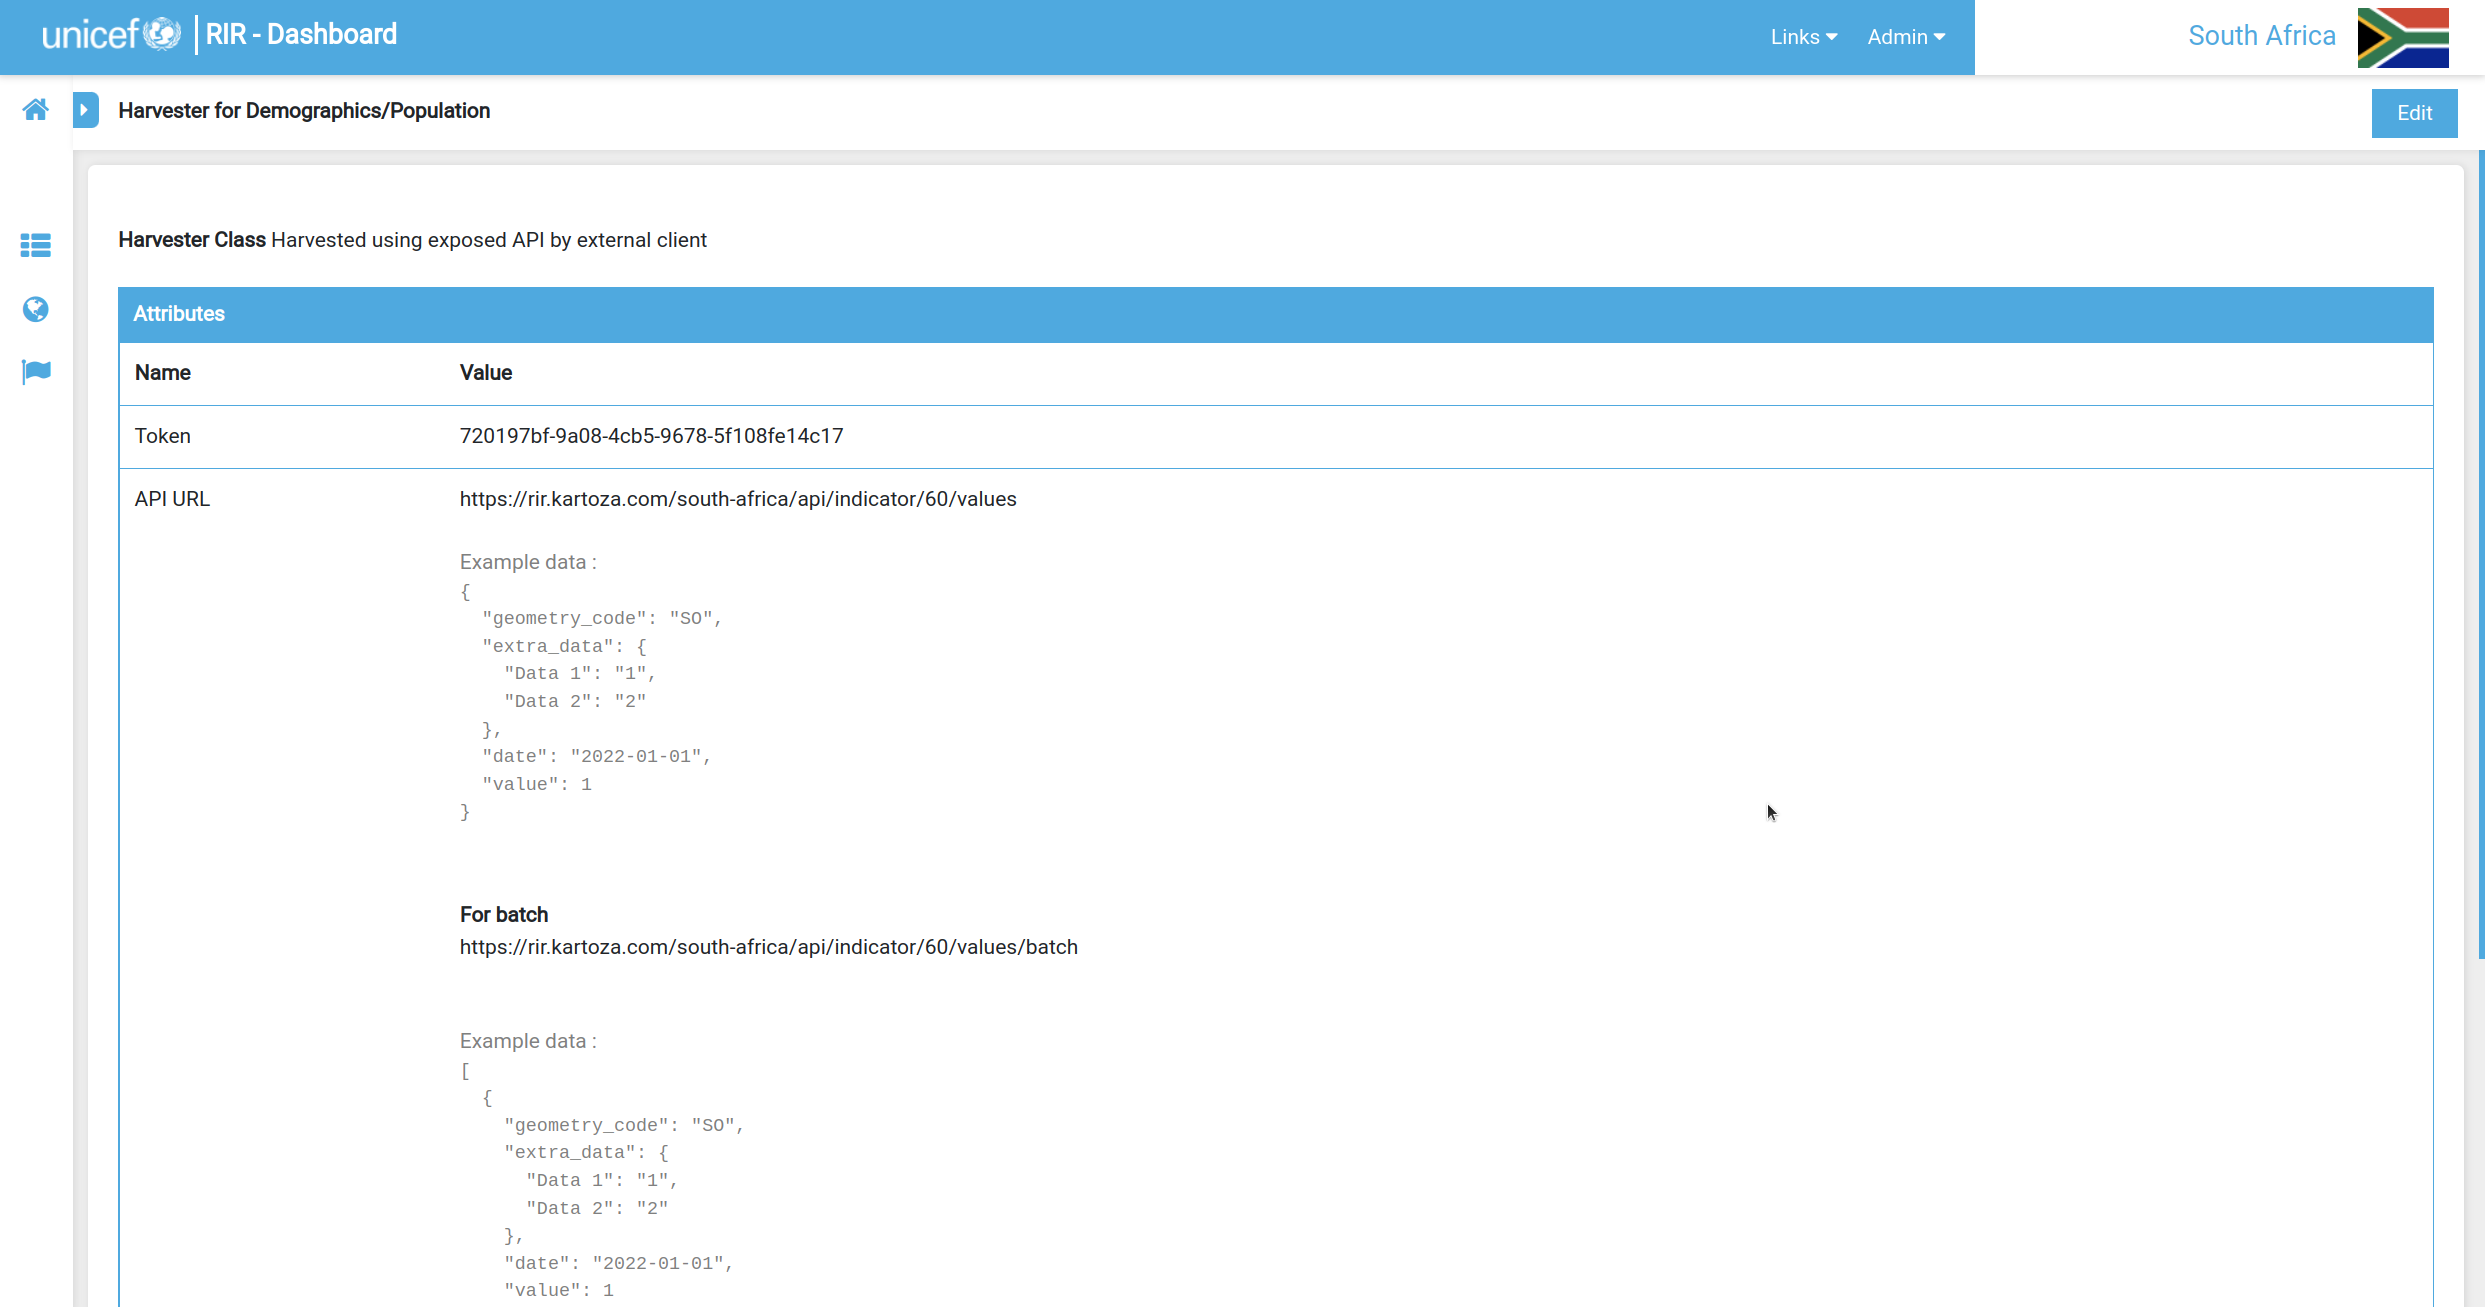 unicef RIR - Dashboard Links Admin South Africa
Harvester for Demographics/Population Edit
Harvester Class Harvested using exposed API by external client
Attributes
Name Value
Token 720197bf-9a08-4cb5-9678-5f108fe14c17
API URL https://rir.kartoza.com/south-africa/api/indicator/60/values
Example data :
{
  "geometry_code": "SO",
  "extra_data": {
    "Data 1": "1",
    "Data 2": "2"
  },
  "date": "2022-01-01",
  "value": 1
}
For batch
https://rir.kartoza.com/south-africa/api/indicator/60/values/batch
Example data :
[
  {
    "geometry_code": "SO",
    "extra_data": {
      "Data 1": "1",
      "Data 2": "2"
    },
    "date": "2022-01-01",
    "value": 1